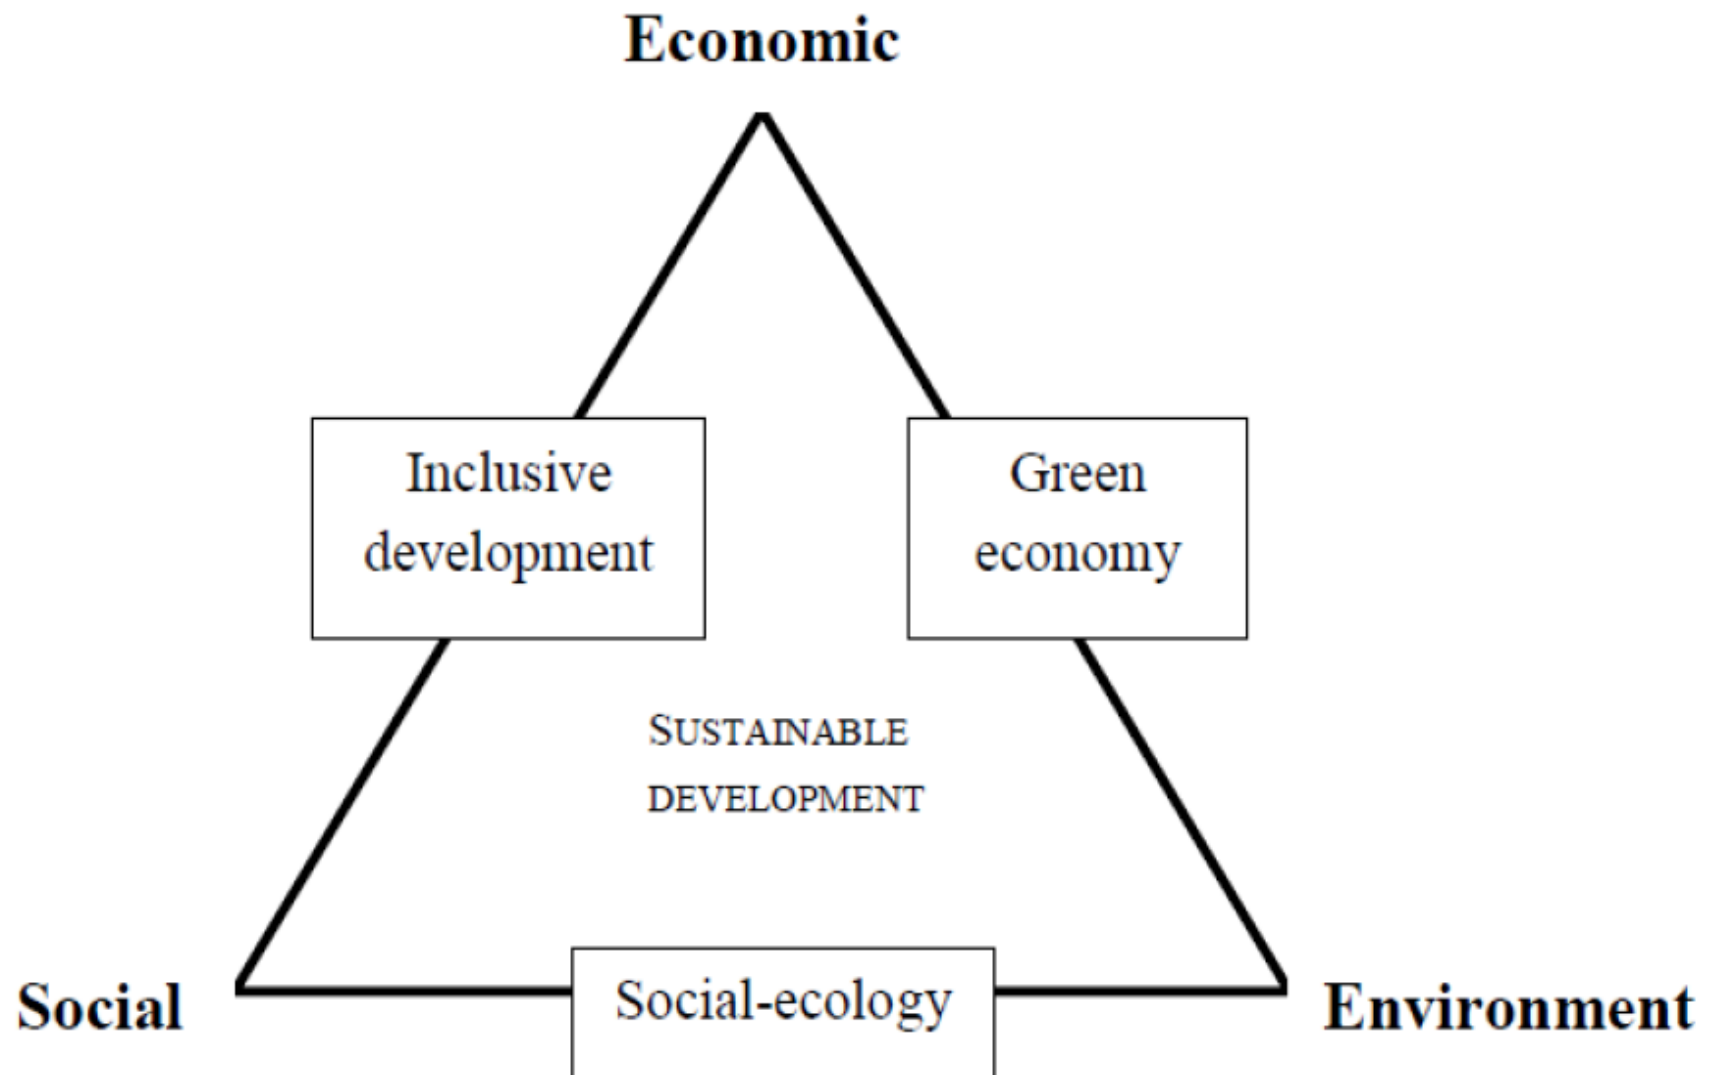 Economic
Inclusive
development
Green
economy
SUSTAINABLE
DEVELOPMENT
Social
Social-ecology
Environment